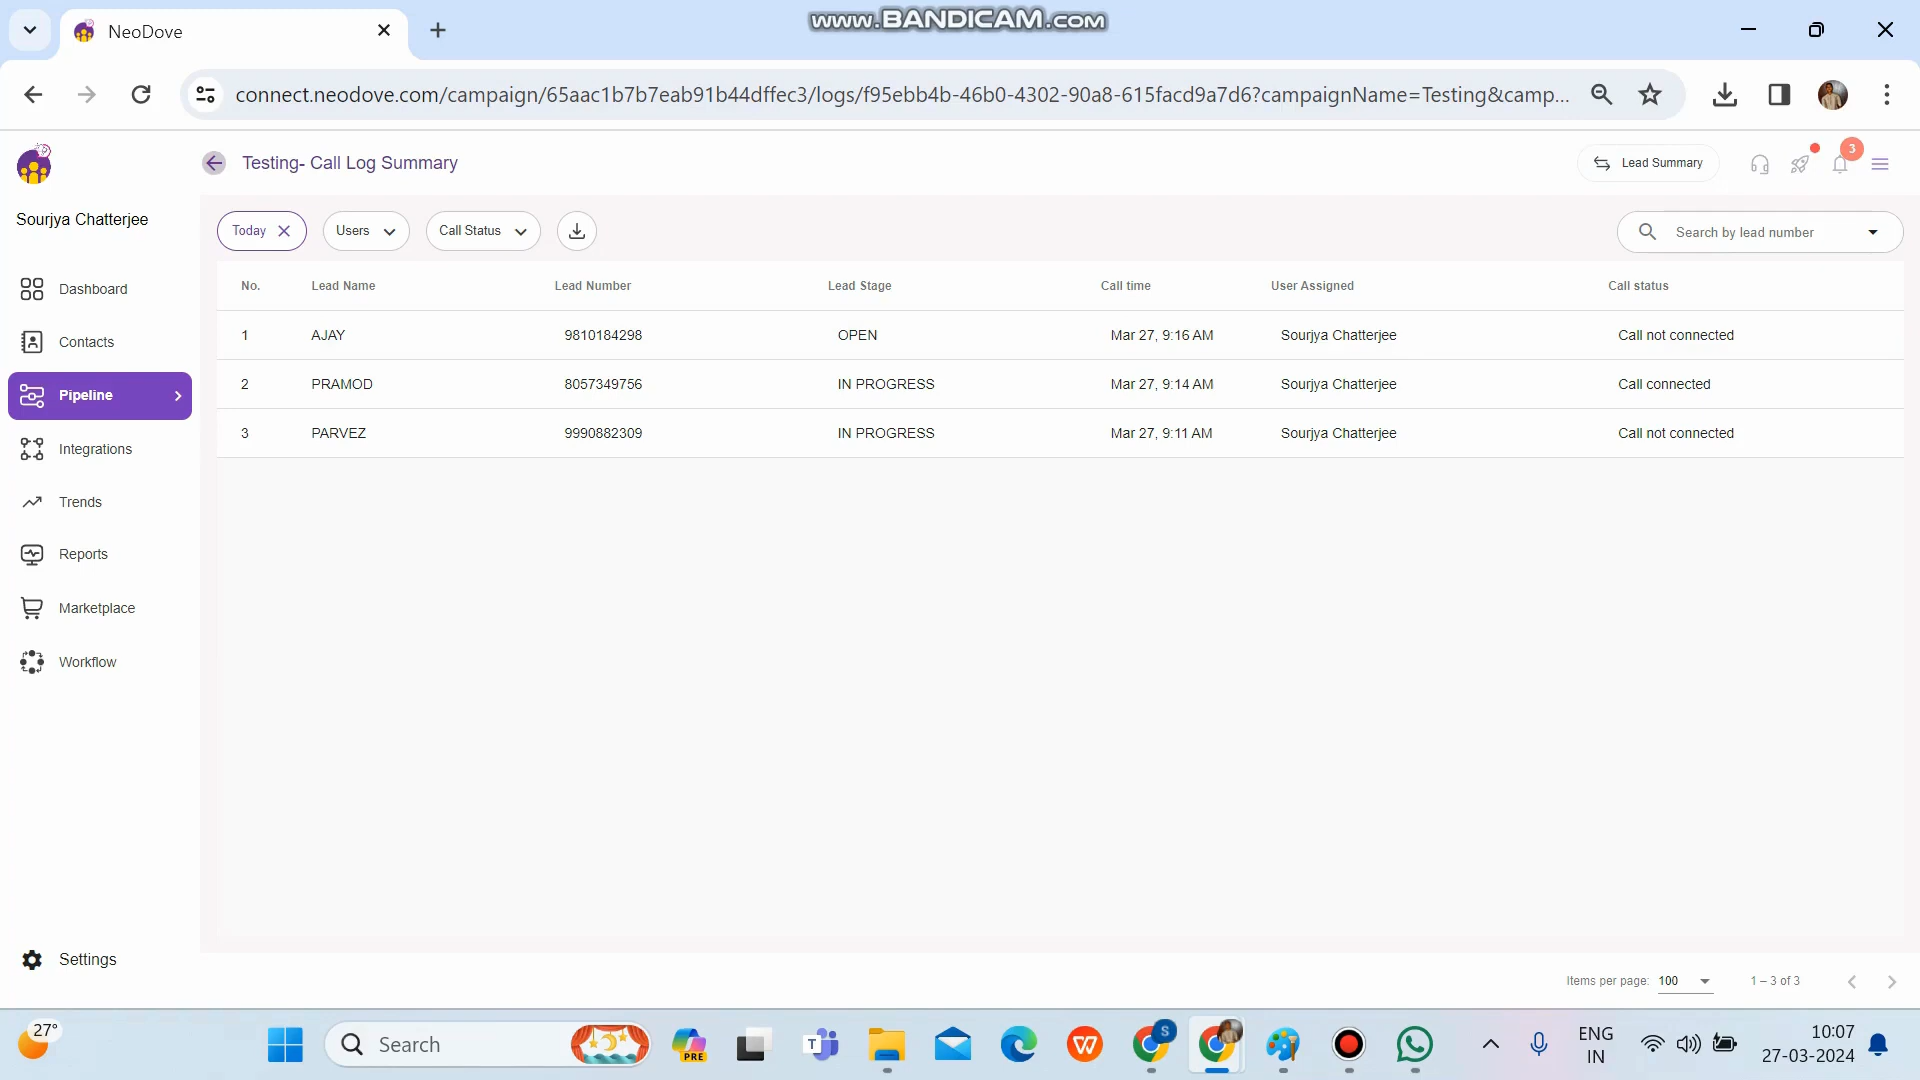 NeoDove
www.BANDICAM.com
connect.neodove.com/campaign/65aac1b7b7eab91b44dffec3/logs/f95ebb4b-46b0-4302-90a8-615facd9a7d6?campaignName=Testing&camp...
Testing- Call Log Summary
Lead Summary
3
Sourjya Chatterjee
Today
Users
Call Status
Search by lead number
Dashboard
Contacts
Pipeline
Integrations
Trends
Reports
Marketplace
Workflow
Settings
No. Lead Name Lead Number Lead Stage Call time User Assigned Call status
1 AJAY 9810184298 OPEN Mar 27, 9:16 AM Sourjya Chatterjee Call not connected
2 PRAMOD 8057349756 IN PROGRESS Mar 27, 9:14 AM Sourjya Chatterjee Call connected
3 PARVEZ 9990882309 IN PROGRESS Mar 27, 9:11 AM Sourjya Chatterjee Call not connected
Items per page: 100 1 – 3 of 3
27°
Search
PRE
T
W
S
ENG
IN
10:07
27-03-2024